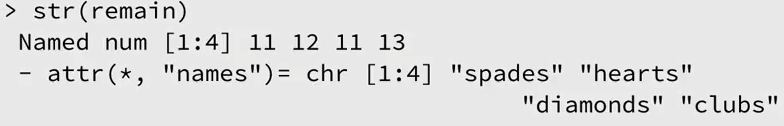 > str(remain)
Named num [1:4] 11 12 11 13
- attr(*, "names")= chr [1:4] "spades" "hearts"
"diamonds" "clubs"